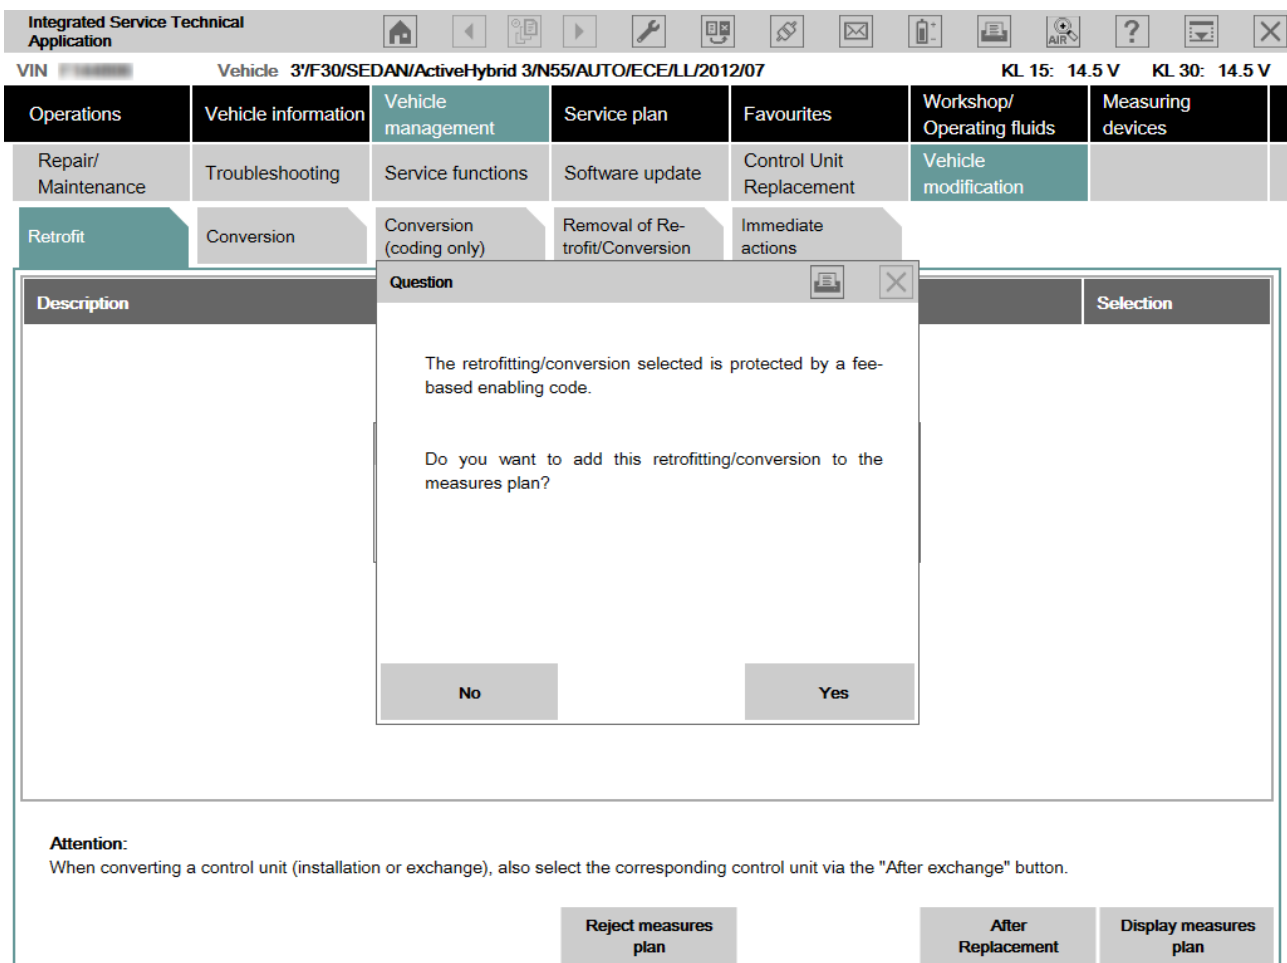 Integrated Service Technical
Application
AIR
?
VIN
Vehicle 3'/F30/SEDAN/ActiveHybrid 3/N55/AUTO/ECE/LL/2012/07
KL 15: 14.5 V KL 30: 14.5 V
Operations
Vehicle information
Vehicle
management
Service plan
Favourites
Workshop/
Operating fluids
Measuring
devices
Repair/
Maintenance
Troubleshooting
Service functions
Software update
Control Unit
Replacement
Vehicle
modification
Retrofit
Conversion
Conversion
(coding only)
Removal of Re-
trofit/Conversion
Immediate
actions
Description
Selection
Question
The retrofitting/conversion selected is protected by a fee-
based enabling code.
Do you want to add this retrofitting/conversion to the
measures plan?
No
Yes
Attention:
When converting a control unit (installation or exchange), also select the corresponding control unit via the "After exchange" button.
Reject measures
plan
After
Replacement
Display measures
plan